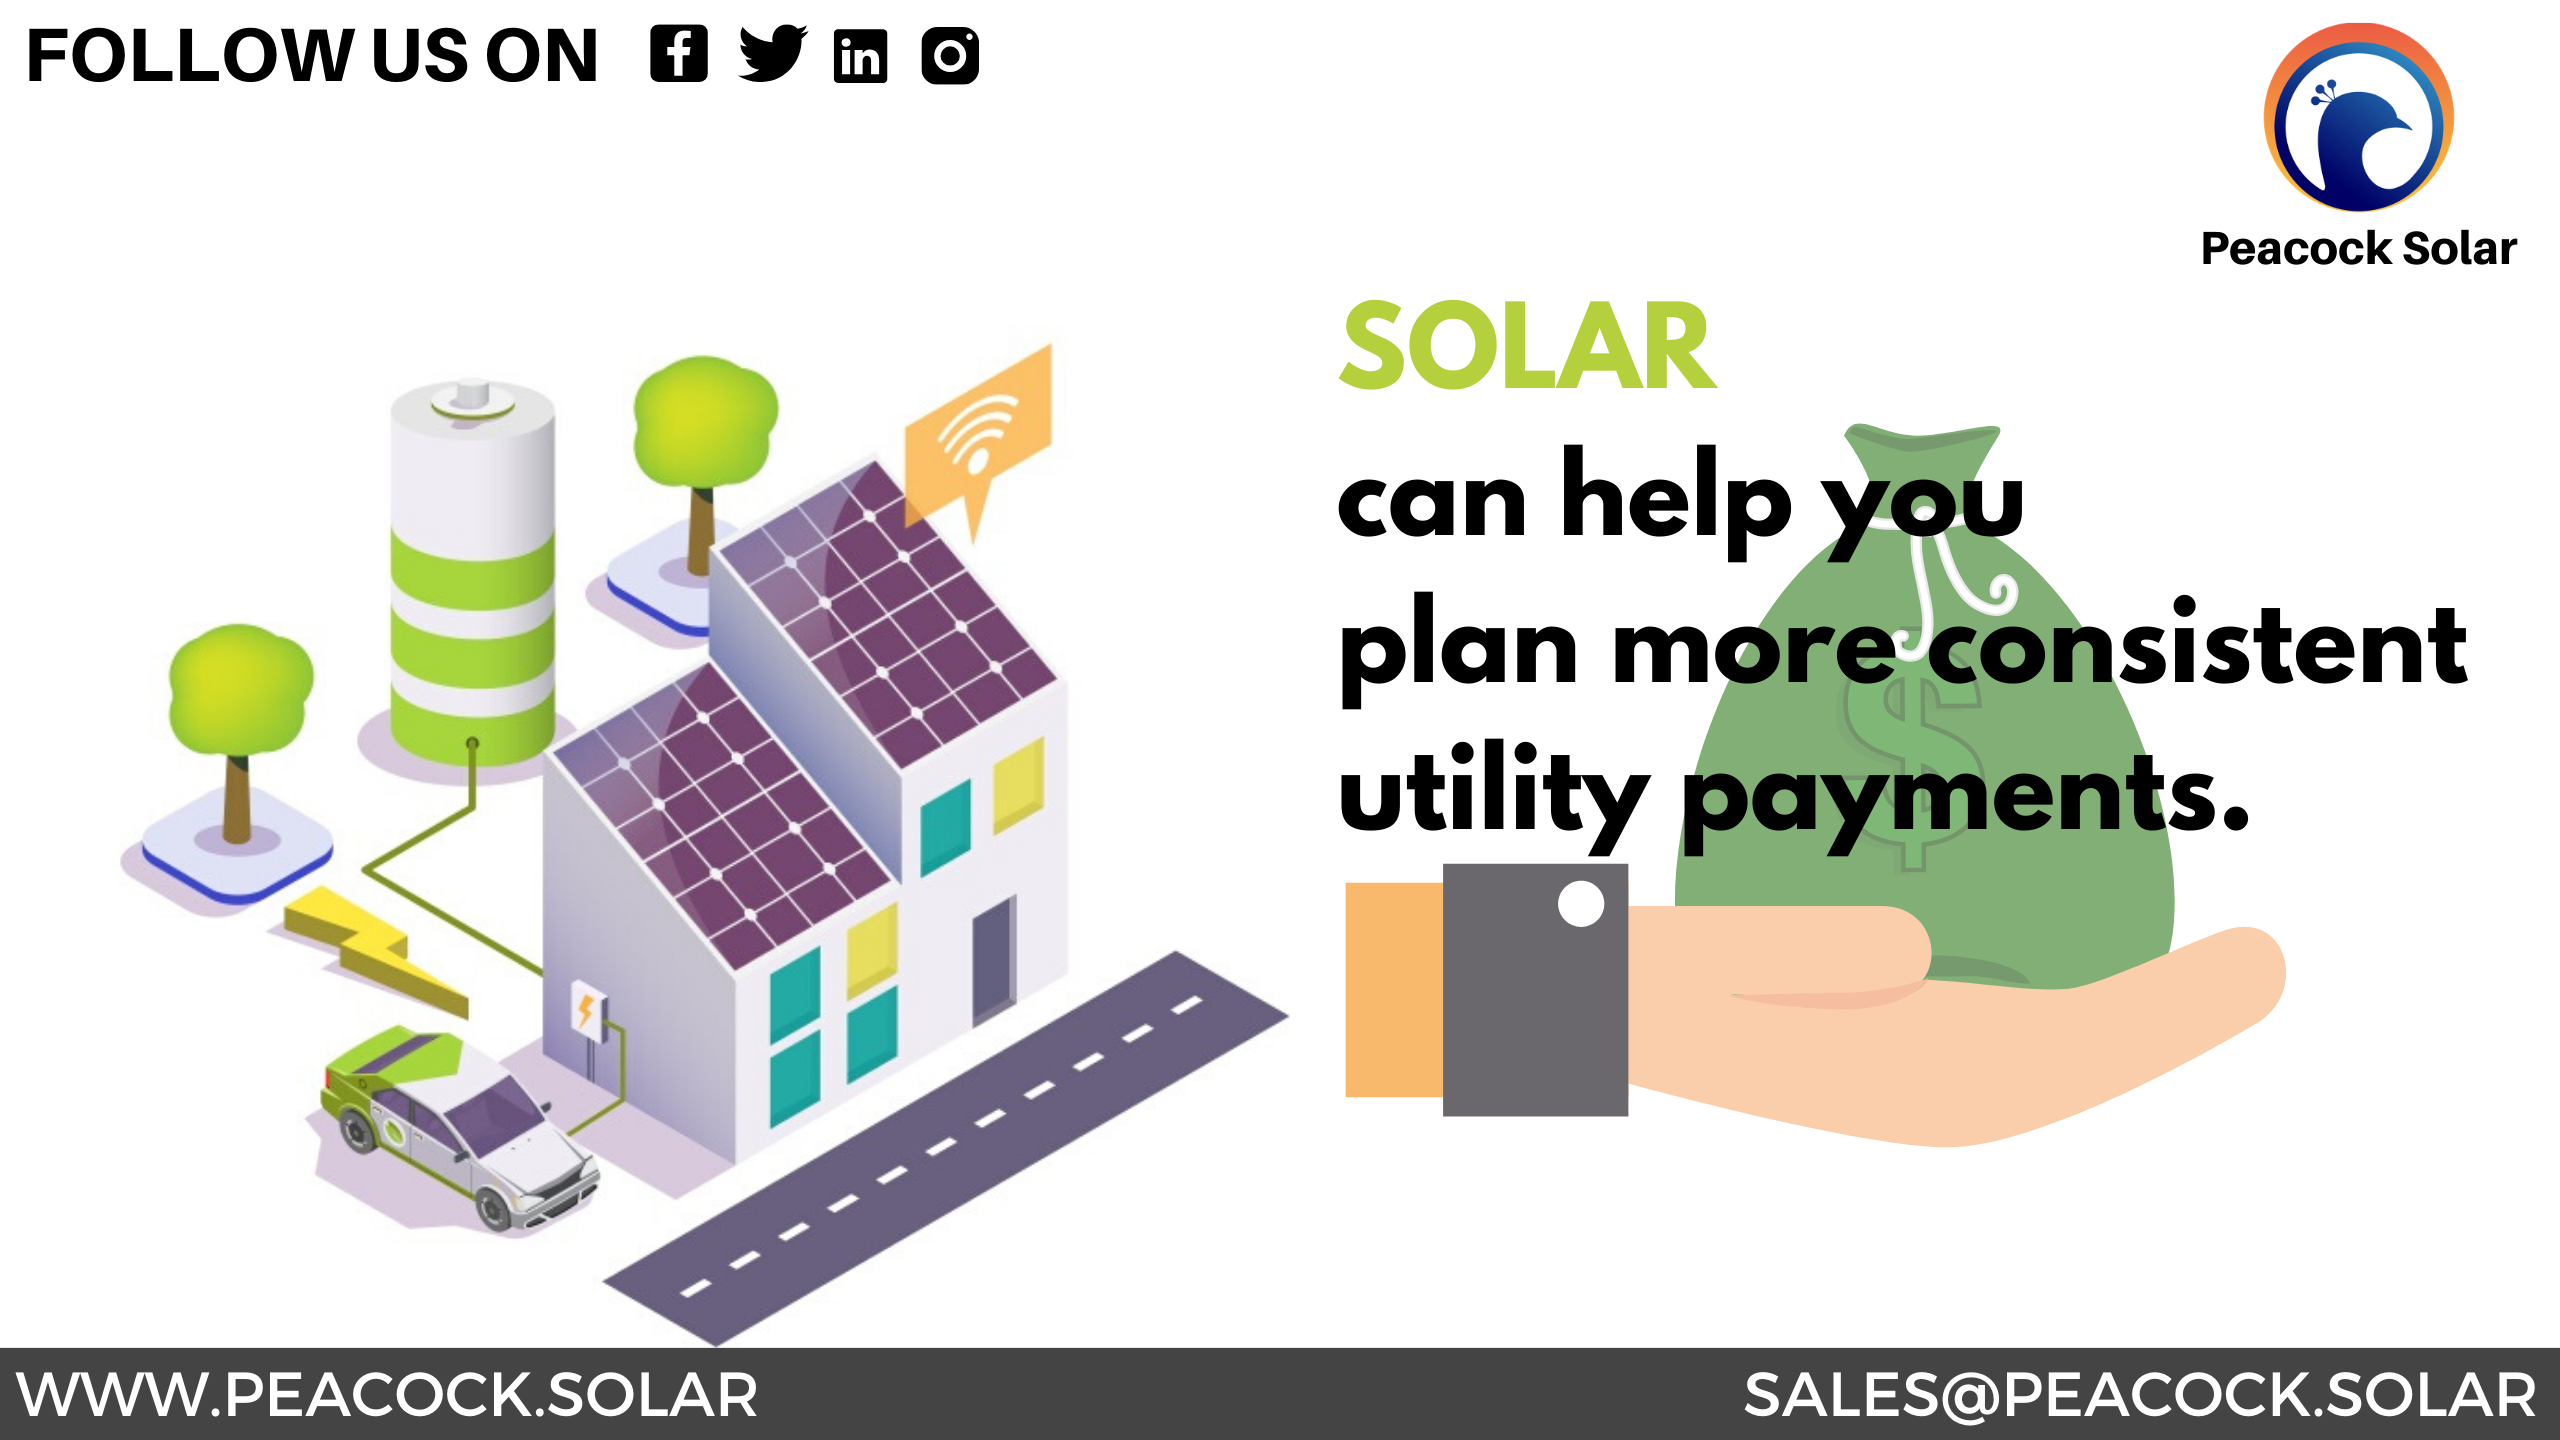 FOLLOW US ON
Peacock Solar
SOLAR
can help you
plan more consistent
utility payments.
$
WWW.PEACOCK.SOLAR
SALES@PEACOCK.SOLAR